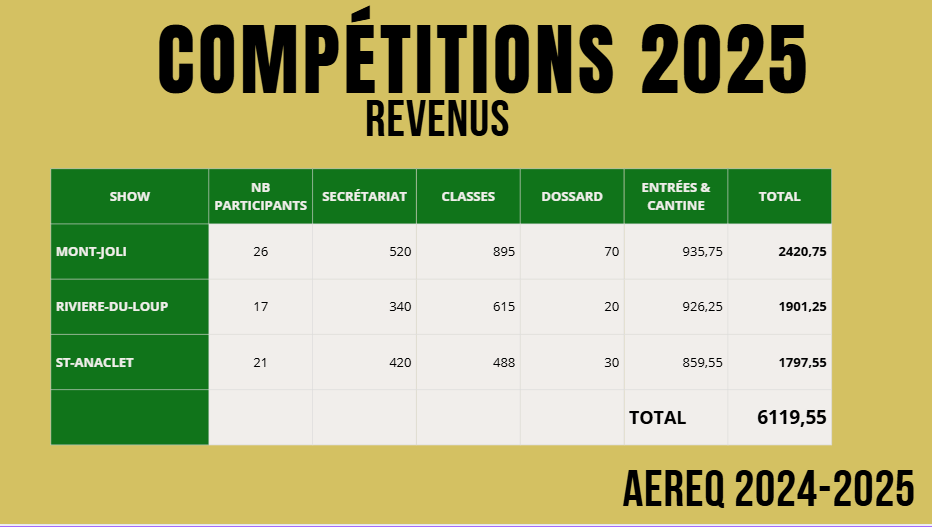 COMPÉTITIONS 2025
REVENUS
SHOW NB PARTICIPANTS SECRÉTARIAT CLASSES DOSSARD ENTRÉES & CANTINE TOTAL
MONT-JOLI 26 520 895 70 935,75 2420,75
RIVIERE-DU-LOUP 17 340 615 20 926,25 1901,25
ST-ANACLET 21 420 488 30 859,55 1797,55
TOTAL 6119,55
AEREQ 2024-2025